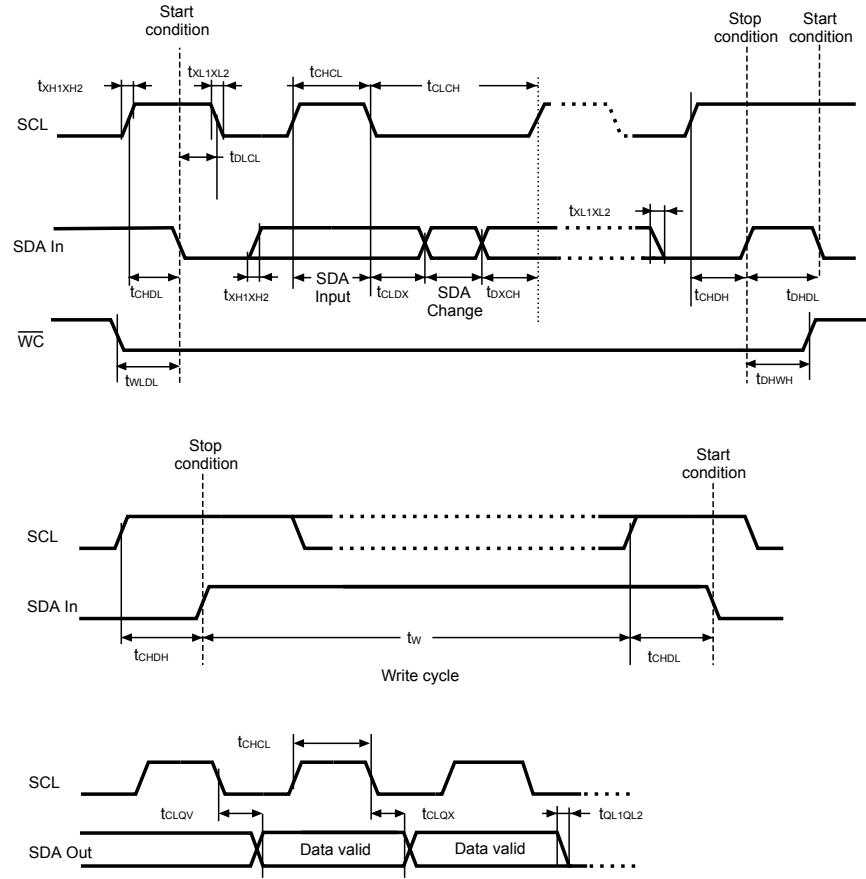 Start
condition
Stop
condition
Start
condition
tXH1XH2
tXL1XL2
tCHCL
tCLCH
SCL
tDLCL
tXL1XL2
SDA In
tCHDL
tXH1XH2
SDA
Input
tCLDX
SDA
Change
tDXCH
tCHDH
tDHDL
WC
tWLDL
tDHWH
Stop
condition
Start
condition
SCL
SDA In
tCHDH
tW
tCHDL
Write cycle
tCHCL
SCL
tCLQV
tCLQX
tQL1QL2
SDA Out
Data valid
Data valid